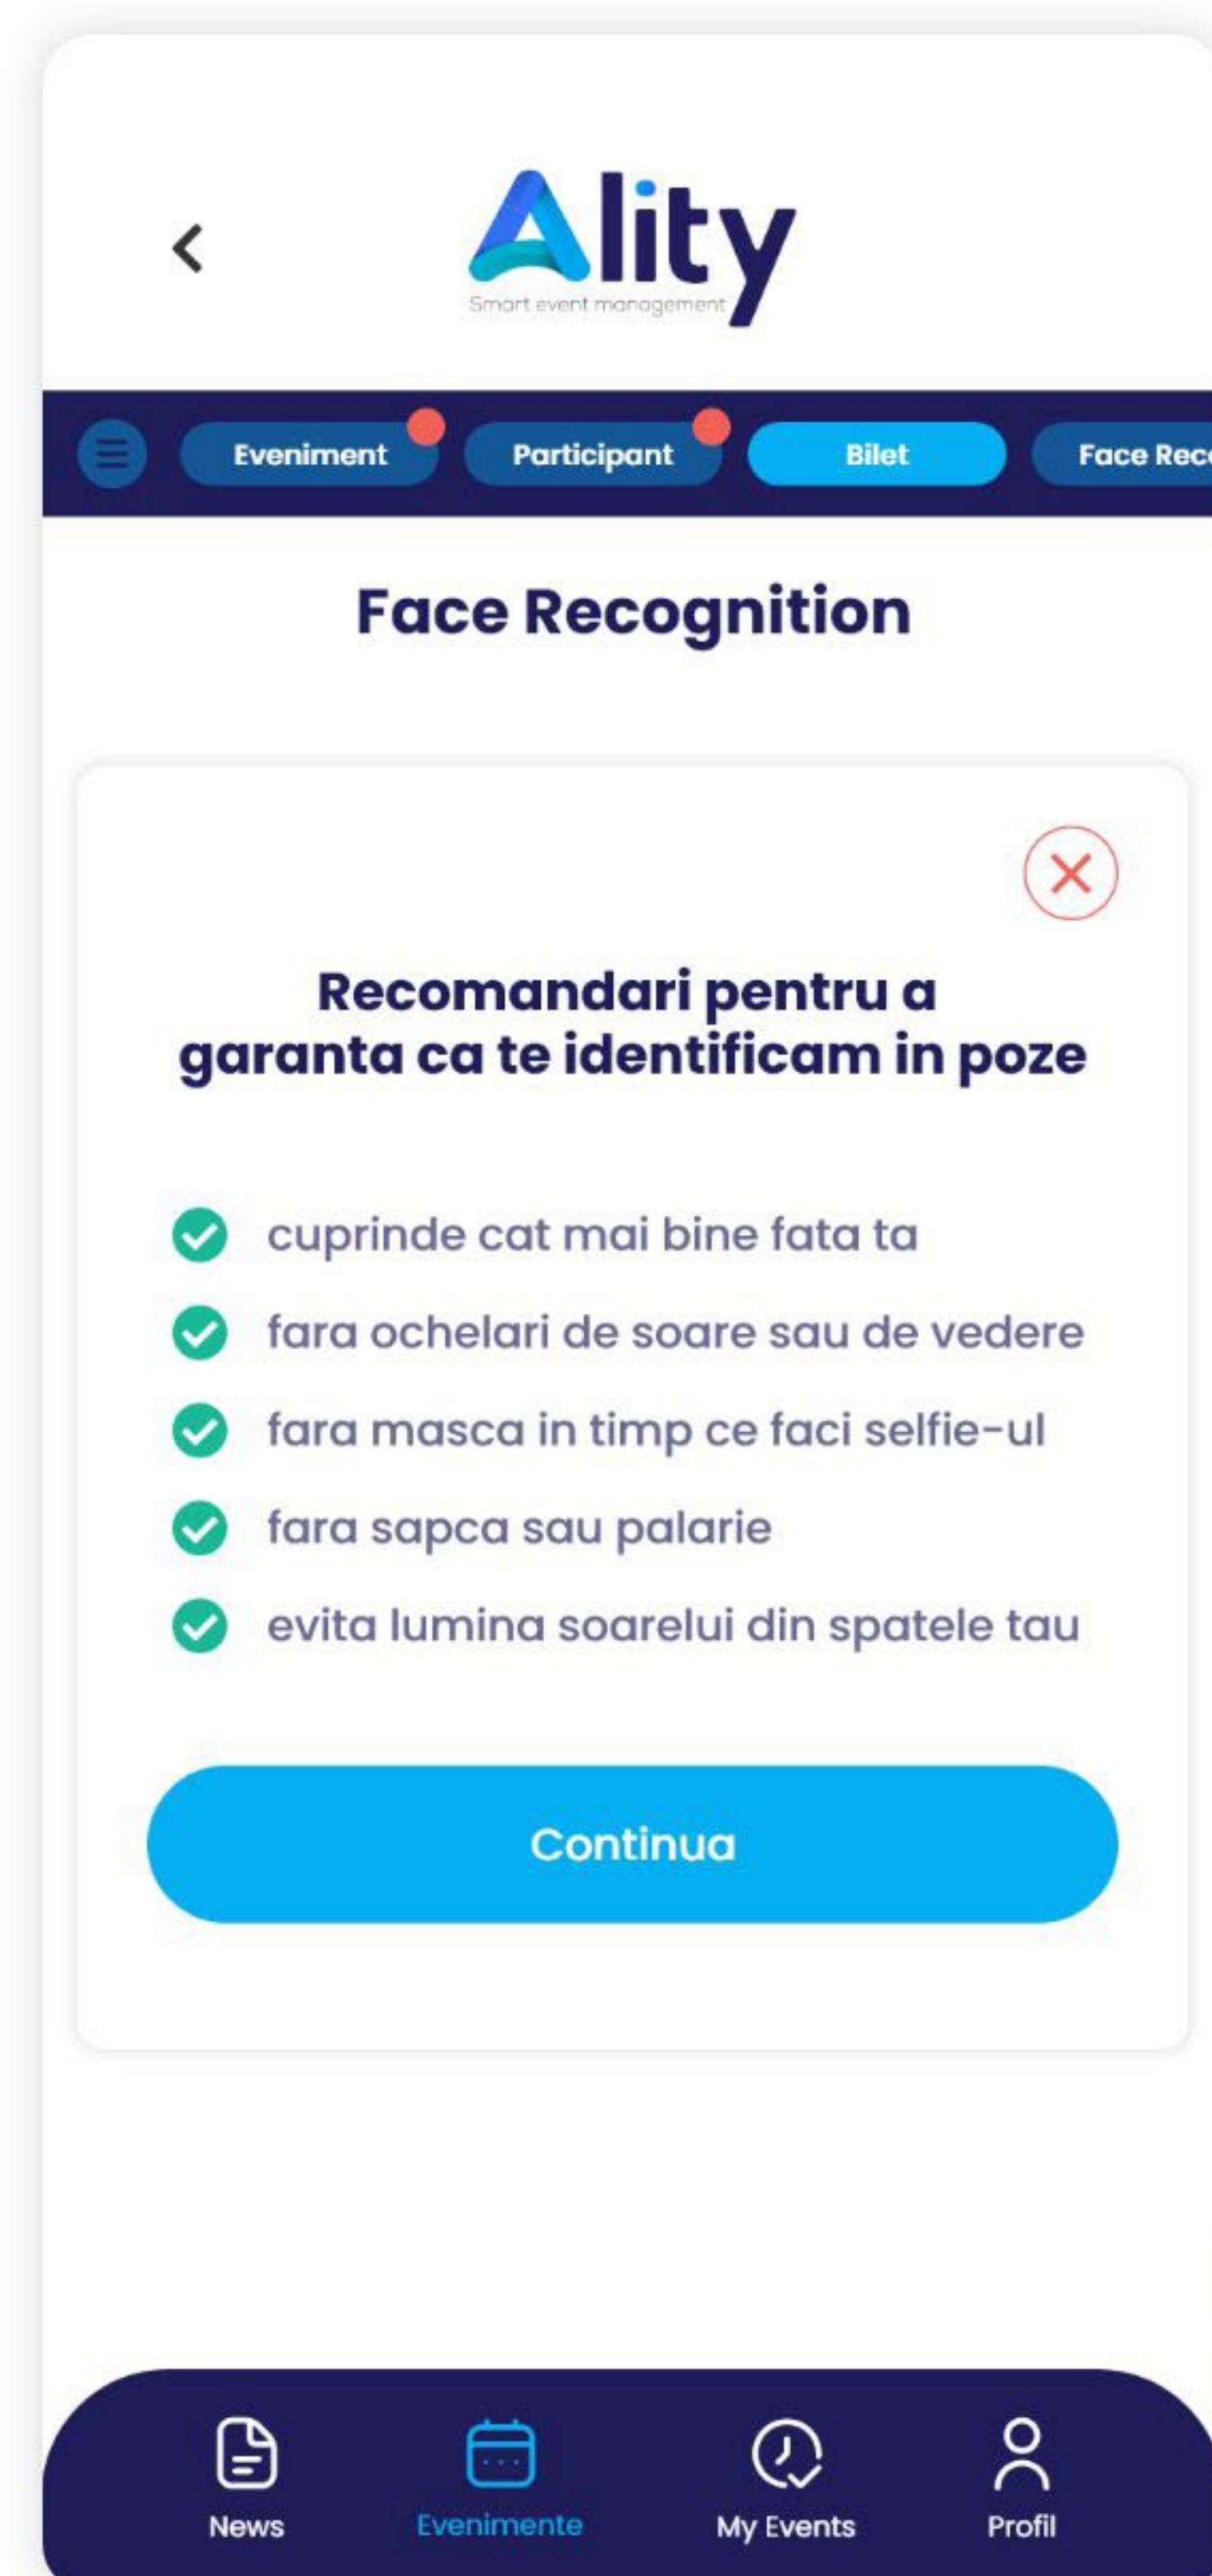 Ality
Smart event management
Eveniment
Participant
Bilet
Face Reco
Face Recognition
Recomandari pentru a
garanta ca te identificam in poze
cuprinde cat mai bine fata ta
fara ochelari de soare sau de vedere
fara masca in timp ce faci selfie-ul
fara sapca sau palarie
evita lumina soarelui din spatele tau
Continua
News
Evenimente
My Events
Profil